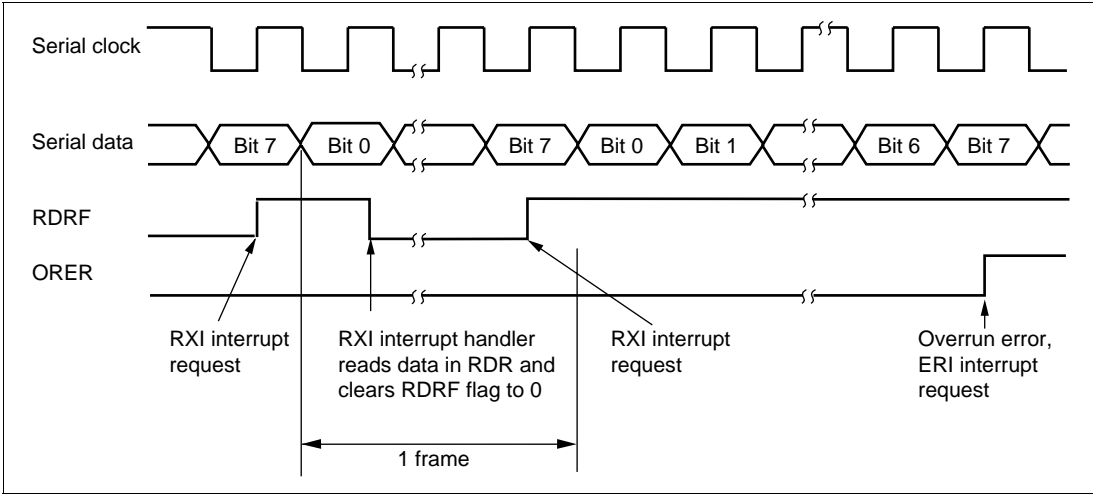 Serial clock
Serial data
Bit 7
Bit 0
Bit 7
Bit 0
Bit 1
Bit 6
Bit 7
RDRF
ORER
RXI interrupt
request
RXI interrupt handler
reads data in RDR and
clears RDRF flag to 0
RXI interrupt
request
Overrun error,
ERI interrupt
request
1 frame